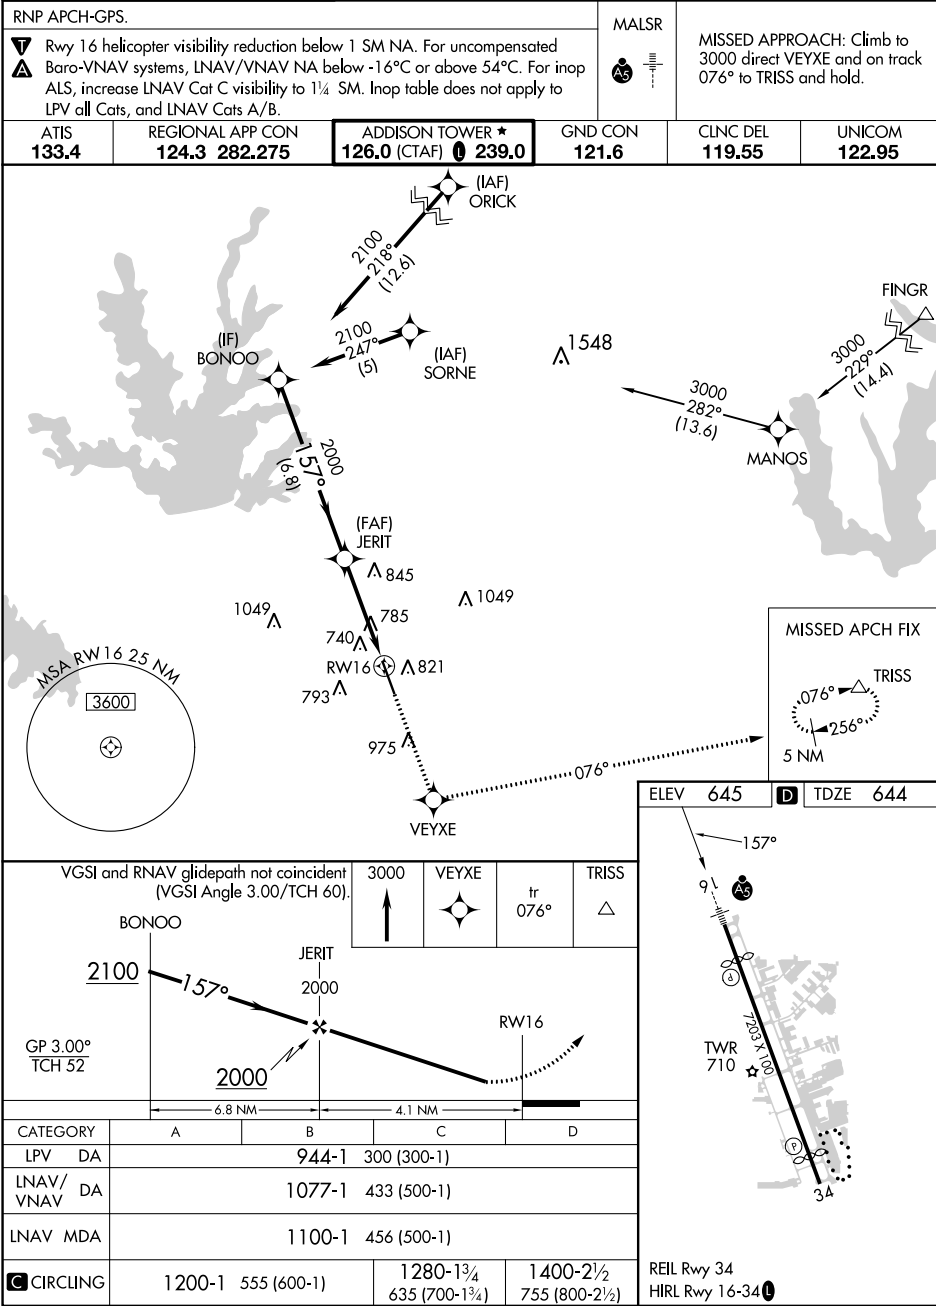 RNP APCH-GPS.
T Rwy 16 helicopter visibility reduction below 1 SM NA. For uncompensated
A Baro-VNAV systems, LNAV/VNAV NA below -16°C or above 54°C. For inop
ALS, increase LNAV Cat C visibility to 1¼ SM. Inop table does not apply to
LPV all Cats, and LNAV Cats A/B.
MALSR
A5
MISSED APPROACH: Climb to
3000 direct VEYXE and on track
076° to TRISS and hold.
ATIS
133.4
REGIONAL APP CON
124.3 282.275
ADDISON TOWER ★
126.0 (CTAF) L 239.0
GND CON
121.6
CLNC DEL
119.55
UNICOM
122.95
(IAF)
ORICK
2100
218°
(12.6)
FINGR
3000
229°
(14.4)
(IF)
BONOO
2100
247°
(5)
(IAF)
SORNE
1548
3000
282°
(13.6)
MANOS
2000
157°
(6.8)
(FAF)
JERIT
845
1049
1049
785
740
RW16
821
793
975
MSA RW16 25 NM
3600
076°
VEYXE
MISSED APCH FIX
TRISS
076°
256°
5 NM
ELEV 645 D TDZE 644
157°
16
A5
P
7203 X 100
TWR
710
P
34
REIL Rwy 34
HIRL Rwy 16-34 L
VGSI and RNAV glidepath not coincident
(VGSI Angle 3.00/TCH 60).
3000
VEYXE
tr
076°
TRISS
BONOO
2100
157°
JERIT
2000
2000
RW16
GP 3.00°
TCH 52
6.8 NM
4.1 NM
CATEGORY A B C D
LPV DA 944-1 300 (300-1)
LNAV/
VNAV DA 1077-1 433 (500-1)
LNAV MDA 1100-1 456 (500-1)
C CIRCLING 1200-1 555 (600-1)
1280-1¾
635 (700-1¾)
1400-2½
755 (800-2½)